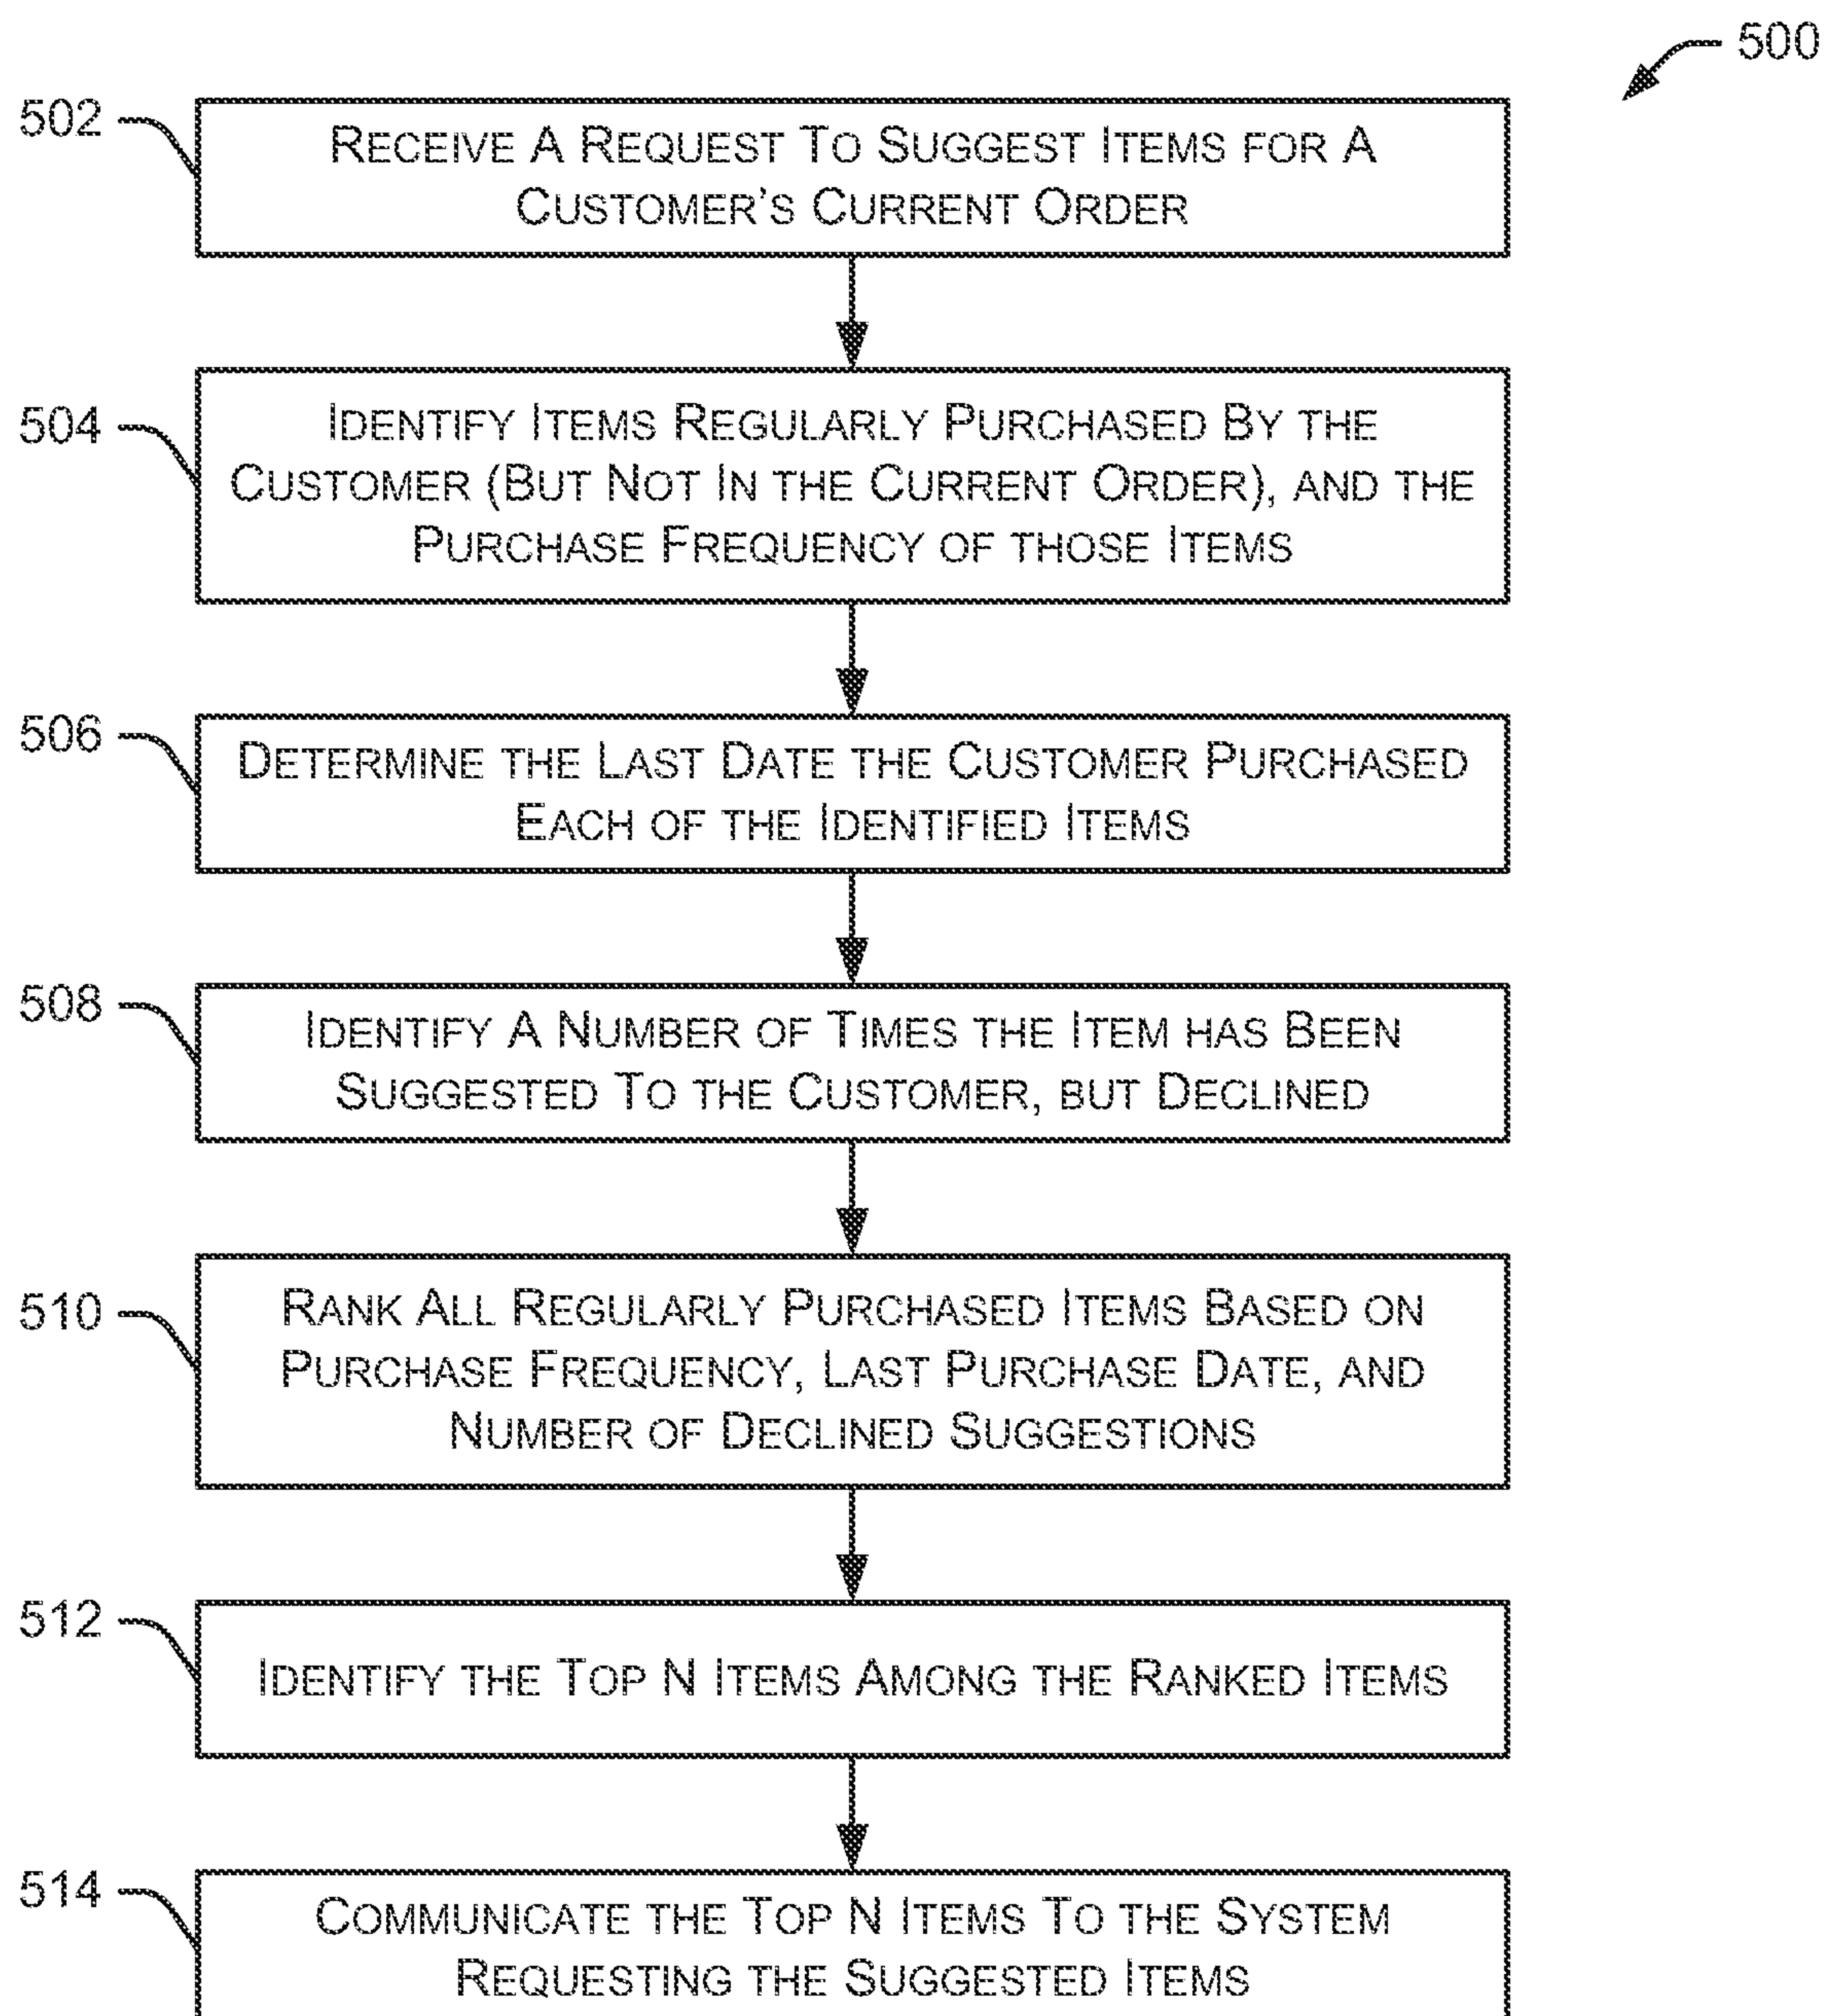 500
502
RECEIVE A REQUEST TO SUGGEST ITEMS FOR A
CUSTOMER'S CURRENT ORDER
504
IDENTIFY ITEMS REGULARLY PURCHASED BY THE
CUSTOMER (BUT NOT IN THE CURRENT ORDER), AND THE
PURCHASE FREQUENCY OF THOSE ITEMS
506
DETERMINE THE LAST DATE THE CUSTOMER PURCHASED
EACH OF THE IDENTIFIED ITEMS
508
IDENTIFY A NUMBER OF TIMES THE ITEM HAS BEEN
SUGGESTED TO THE CUSTOMER, BUT DECLINED
510
RANK ALL REGULARLY PURCHASED ITEMS BASED ON
PURCHASE FREQUENCY, LAST PURCHASE DATE, AND
NUMBER OF DECLINED SUGGESTIONS
512
IDENTIFY THE TOP N ITEMS AMONG THE RANKED ITEMS
514
COMMUNICATE THE TOP N ITEMS TO THE SYSTEM
REQUESTING THE SUGGESTED ITEMS